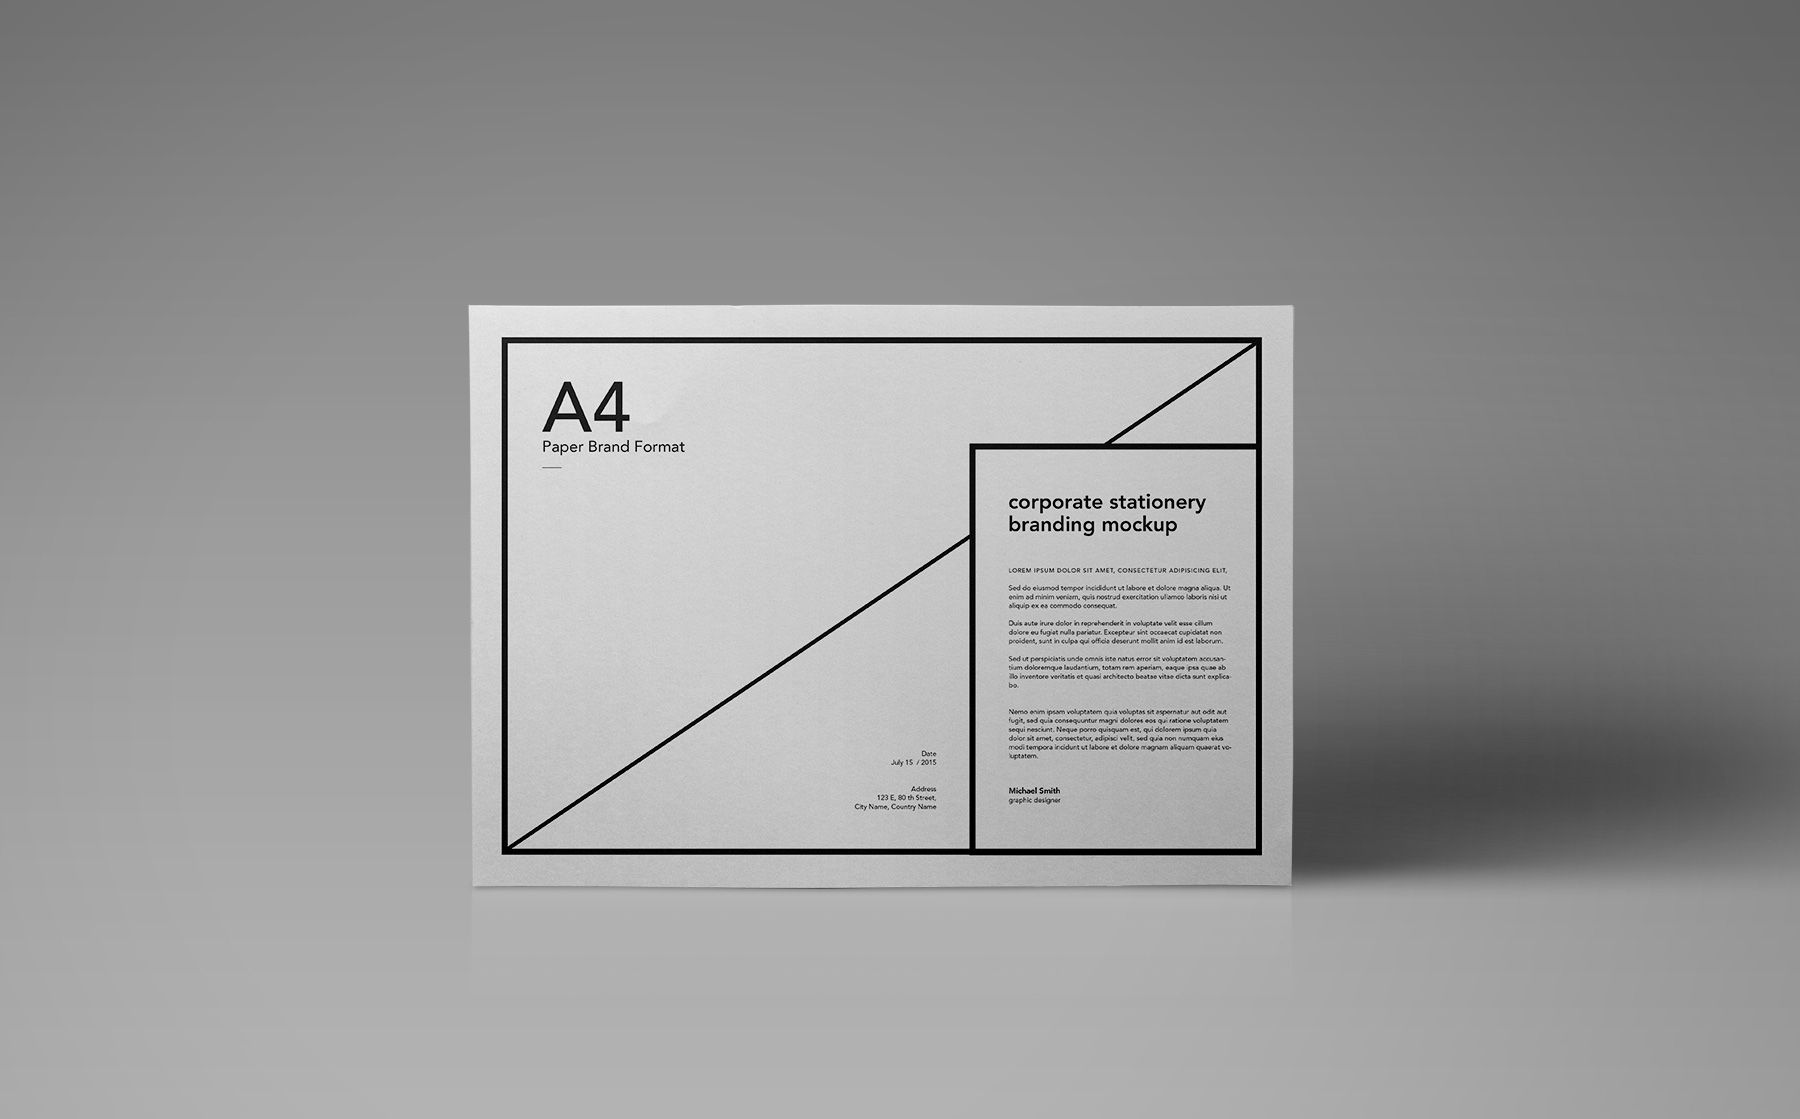 A4
Paper Brand Format
corporate stationery
branding mockup
LOREM IPSUM DOLOR SIT AMET, CONSECTETUR ADIPISICING ELIT,
Sed do eiusmod tempor incididunt ut labore et dolore magna aliqua. Ut
enim ad minim veniam, quis nostrud exercitation ullamco laboris nisi ut
aliquip ex ea commodo consequat.
Duis aute irure dolor in reprehenderit in voluptate velit esse cillum
dolore eu fugiat nulla pariatur. Excepteur sint occaecat cupidatat non
proident, sunt in culpa qui officia deserunt mollit anim id est laborum.
Sed ut perspiciatis unde omnis iste natus error sit voluptatem accusan-
tium doloremque laudantium, totam rem aperiam, eaque ipsa quae ab
illo inventore veritatis et quasi architecto beatae vitae dicta sunt explica-
bo.
Nemo enim ipsam voluptatem quia voluptas sit aspernatur aut odit aut
fugit, sed quia consequuntur magni dolores eos qui ratione voluptatem
sequi nesciunt. Neque porro quisquam est, qui dolorem ipsum quia
dolor sit amet, consectetur, adipisci velit, sed quia non numquam eius
modi tempora incidunt ut labore et dolore magnam aliquam quaerat vo-
luptatem.
Michael Smith
graphic designer
Date
July 15 / 2015
Address
123 E, 80 th Street,
City Name, Country Name